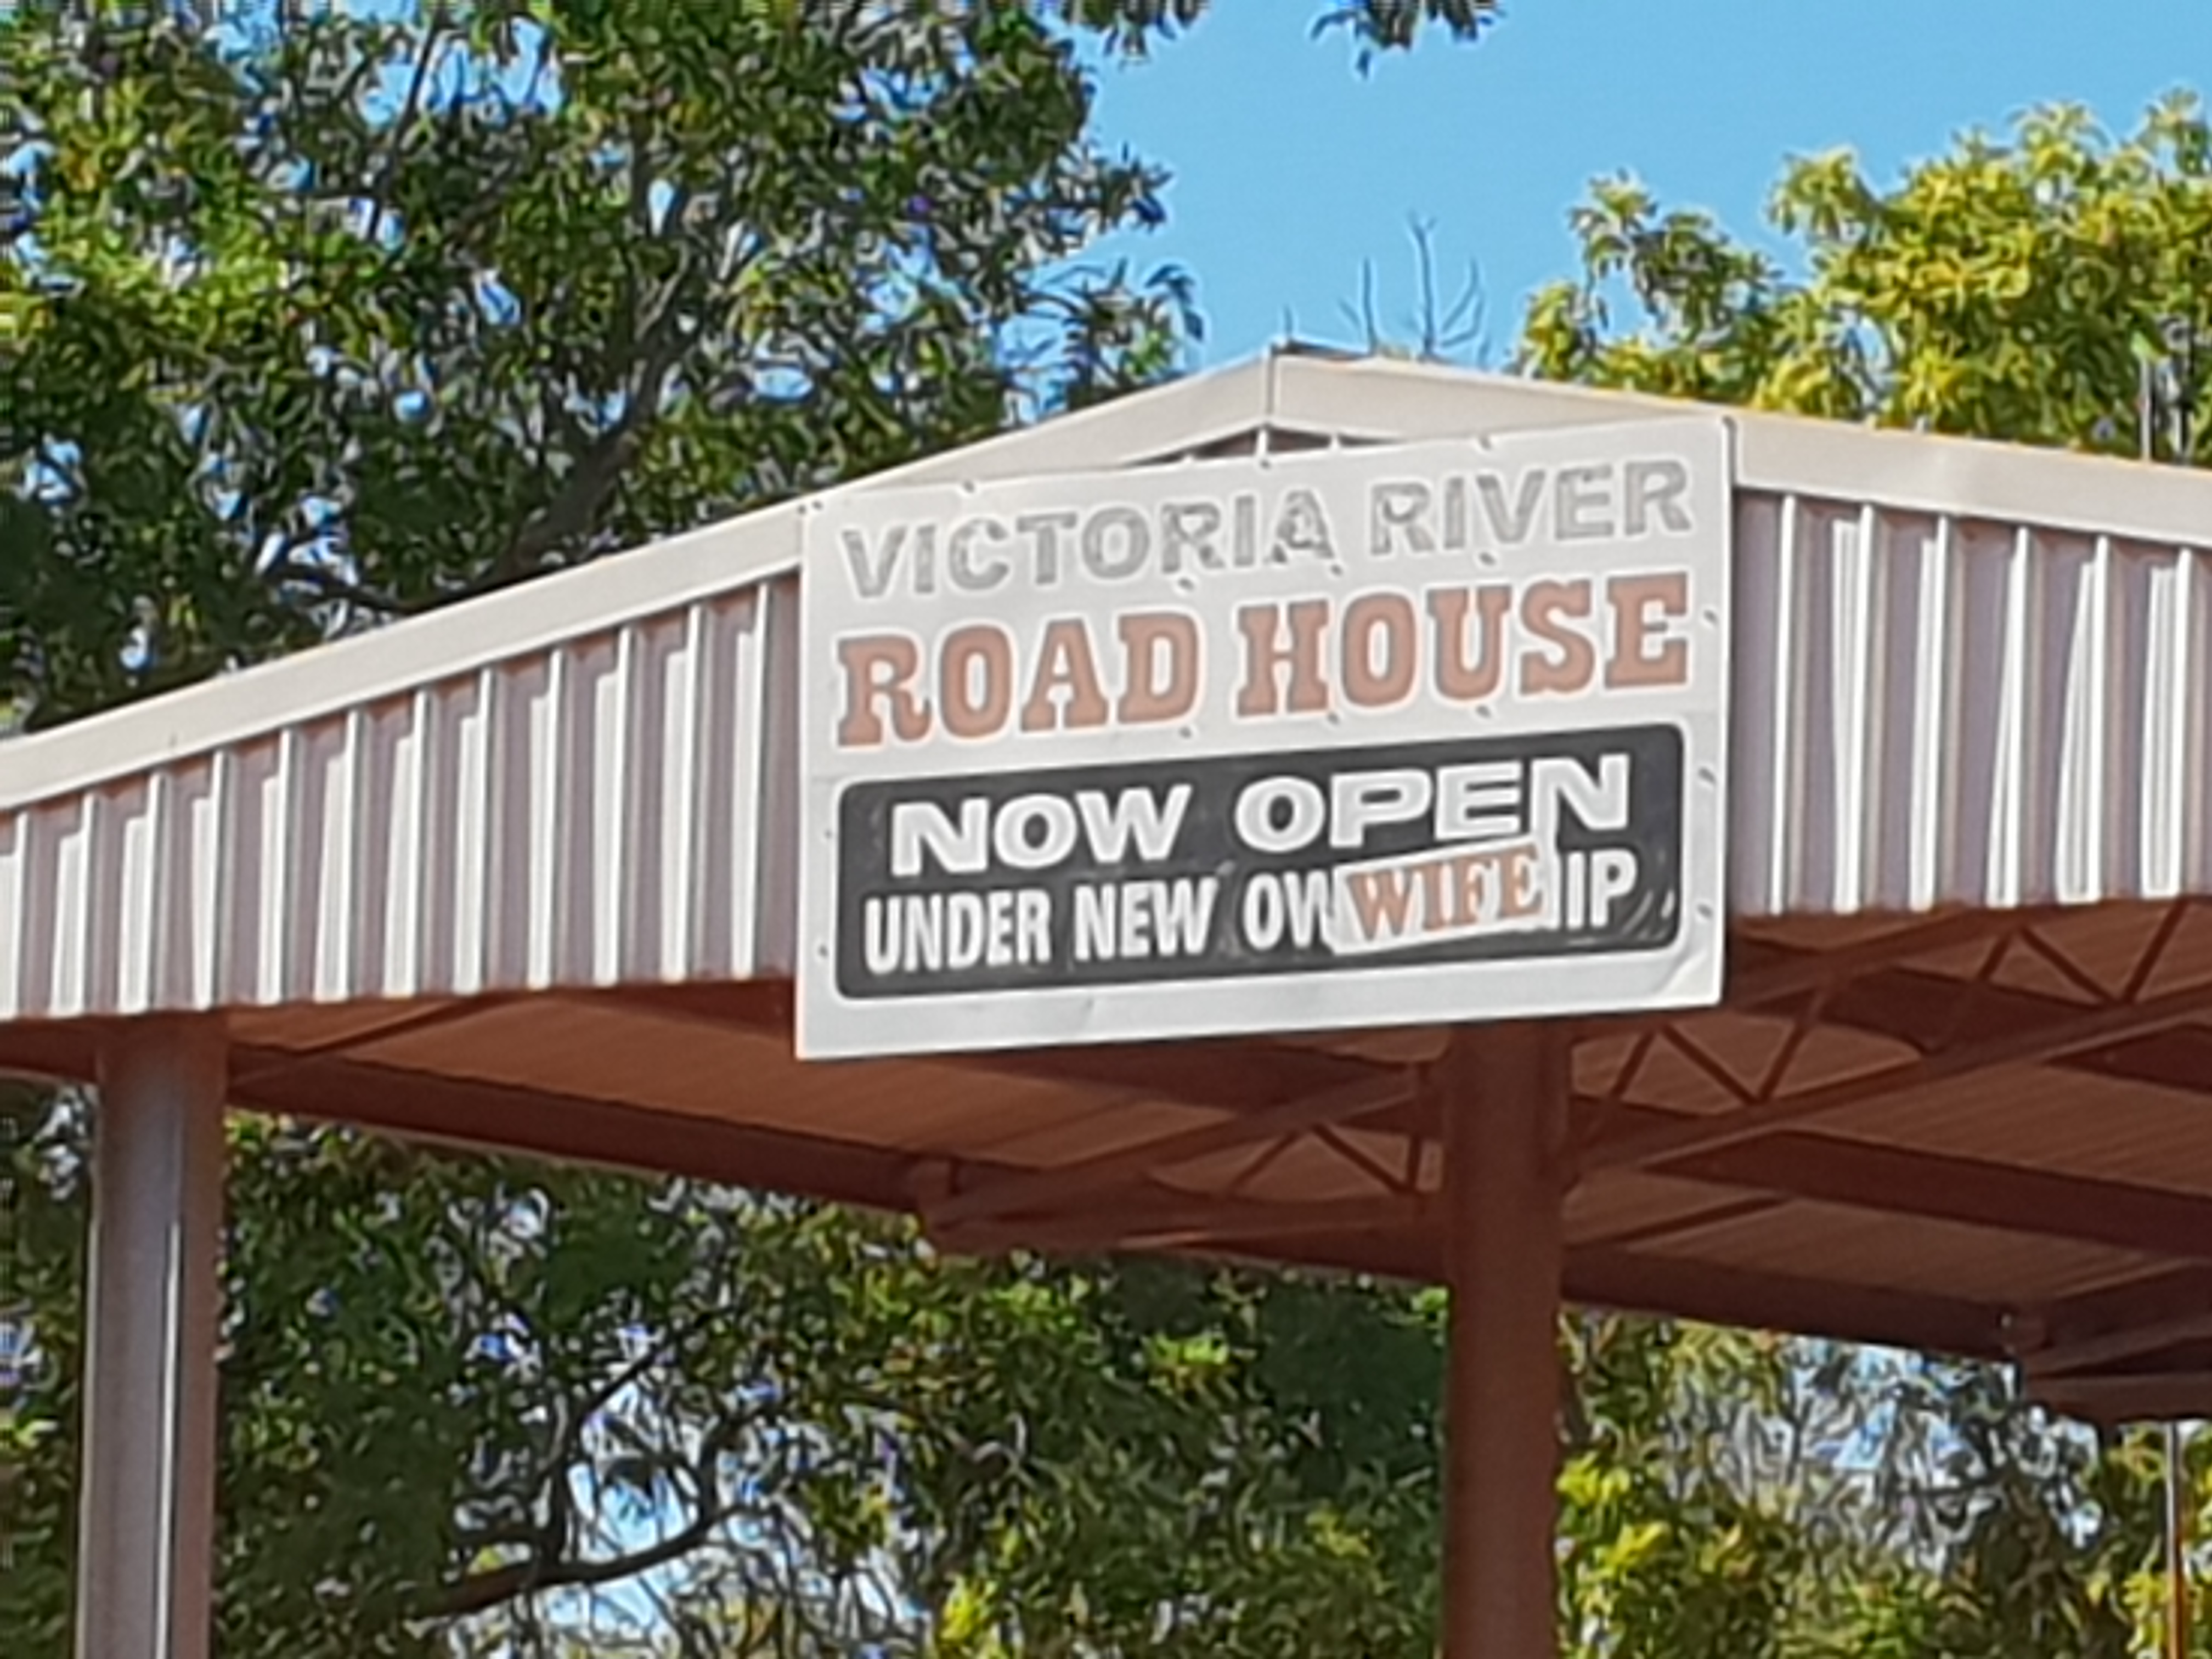 VICTORIA RIVER
ROAD HOUSE
NOW OPEN
UNDER NEW OWWIFEIP